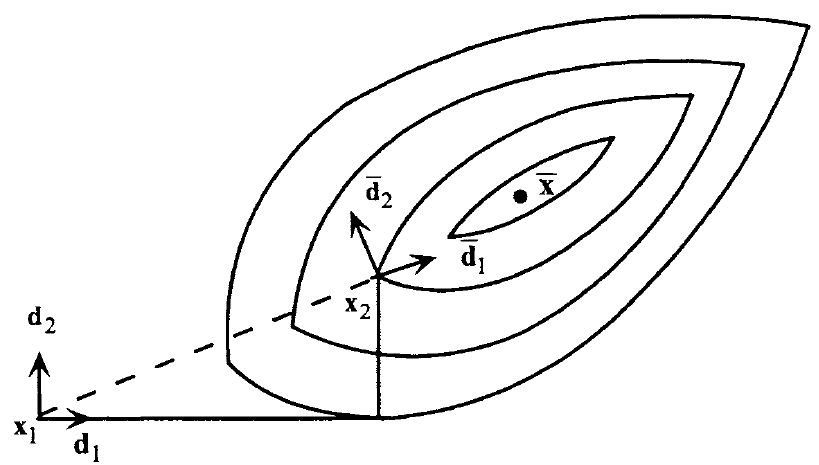 x̄
d̄₂
d̄₁
x₂
d₂
x₁
d₁